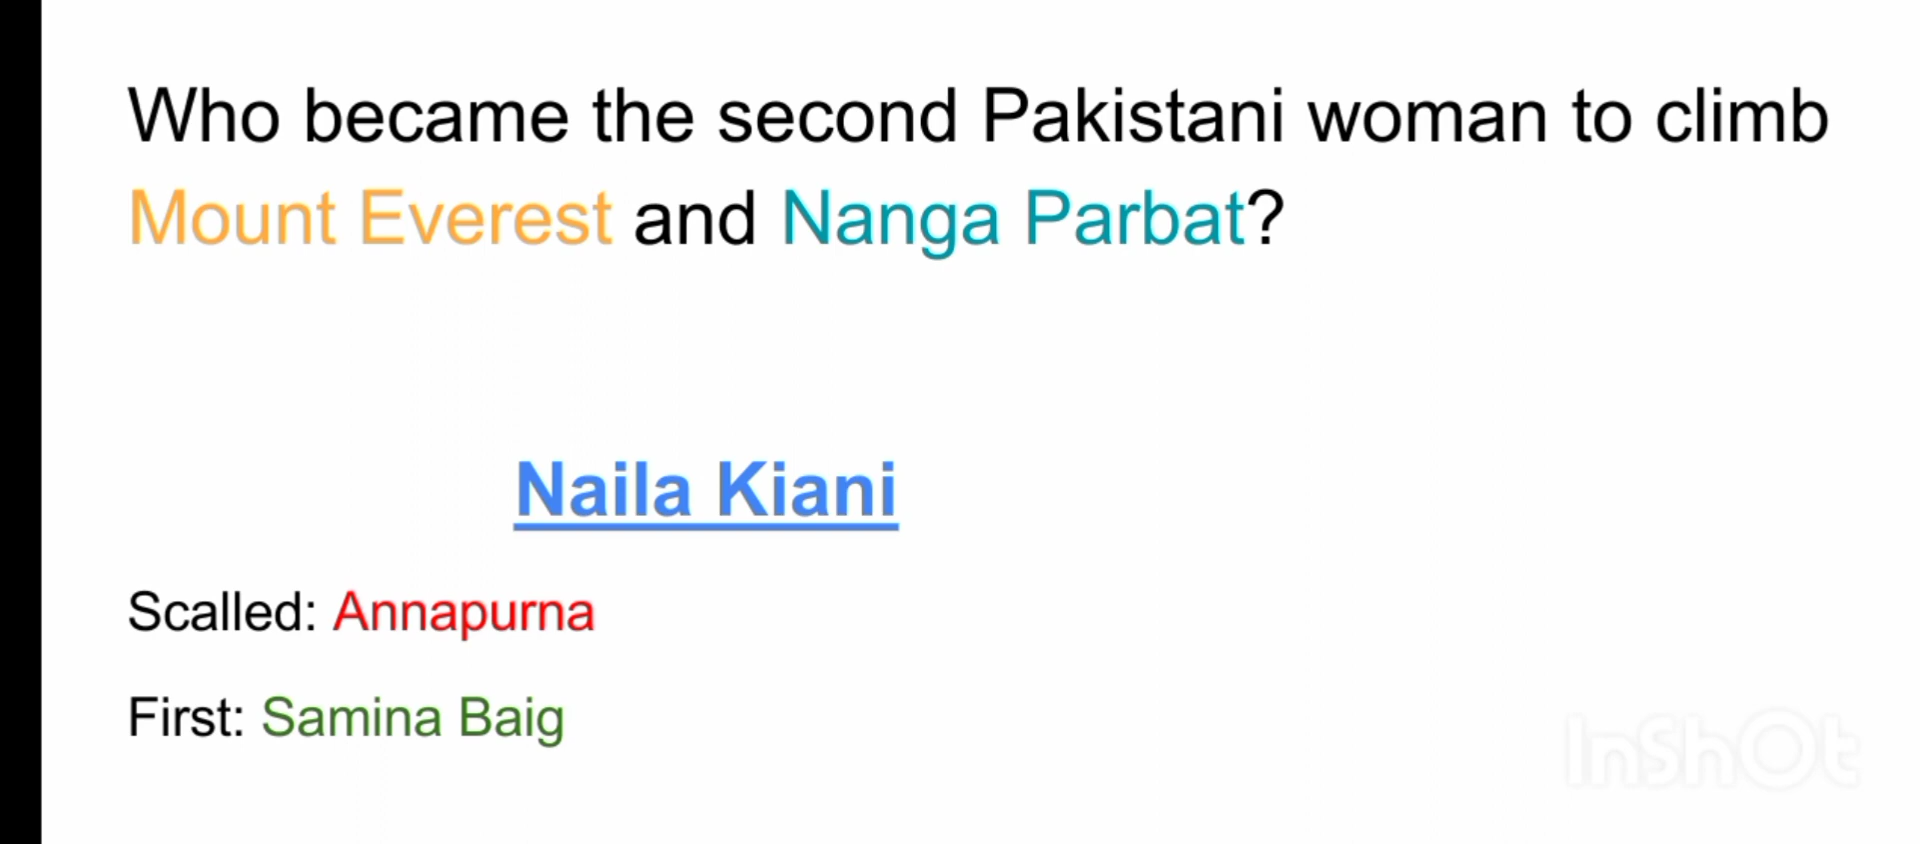 Who became the second Pakistani woman to climb
Mount Everest and Nanga Parbat?
Naila Kiani
Scalled: Annapurna
First: Samina Baig
InShOt